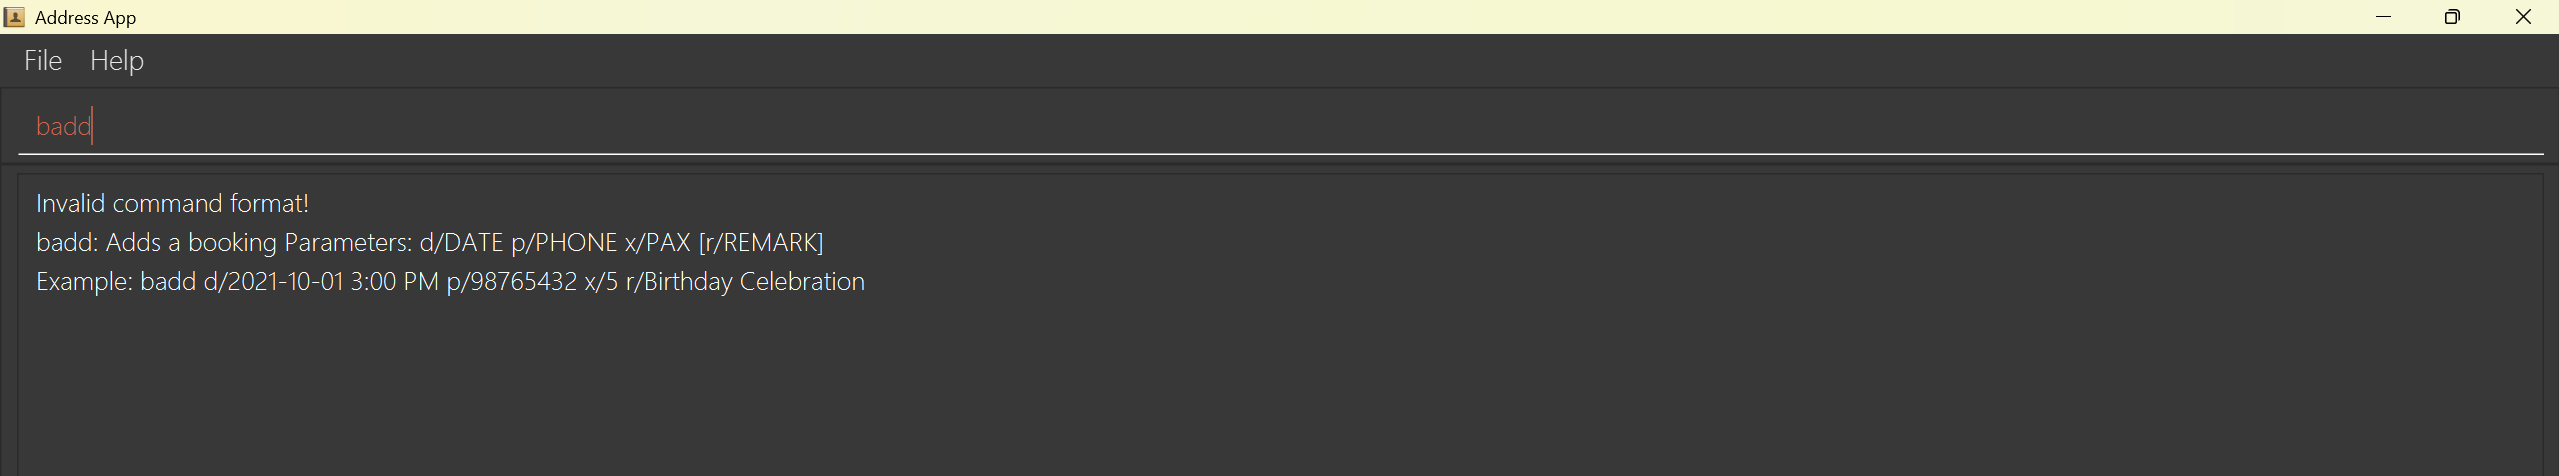 Address App
File Help
badd
Invalid command format!
badd: Adds a booking Parameters: d/DATE p/PHONE x/PAX [r/REMARK]
Example: badd d/2021-10-01 3:00 PM p/98765432 x/5 r/Birthday Celebration